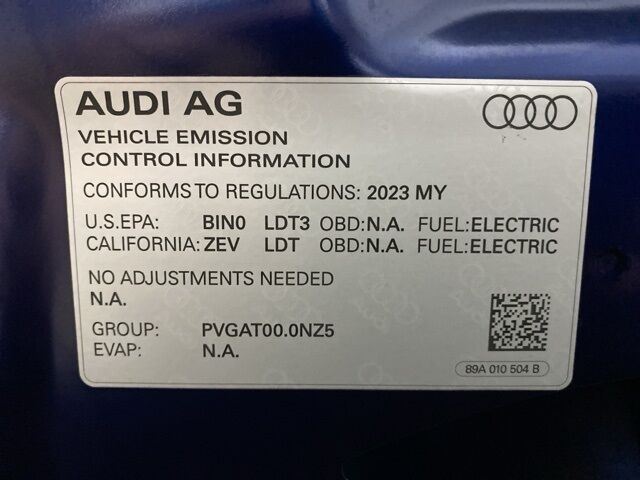 AUDI AG
VEHICLE EMISSION
CONTROL INFORMATION
CONFORMS TO REGULATIONS: 2023 MY
U.S.EPA: BIN0 LDT3 OBD:N.A. FUEL:ELECTRIC
CALIFORNIA: ZEV LDT OBD:N.A. FUEL:ELECTRIC
NO ADJUSTMENTS NEEDED
N.A.
GROUP: PVGAT00.0NZ5
EVAP: N.A.
89A 010 504 B